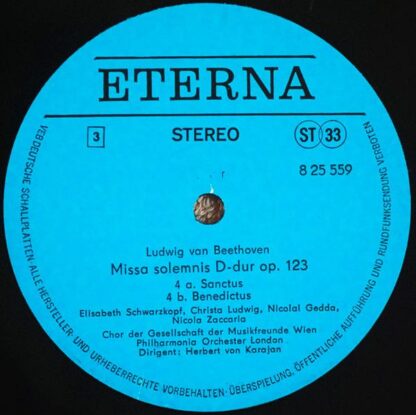 ETERNA
3 STEREO ST 33
8 25 559
Ludwig van Beethoven
Missa solemnis D-dur op. 123
4 a. Sanctus
4 b. Benedictus
Elisabeth Schwarzkopf, Christa Ludwig, Nicolai Gedda,
Nicola Zaccaria
Chor der Gesellschaft der Musikfreunde Wien
Philharmonia Orchester London
Dirigent: Herbert von Karajan
VEB DEUTSCHE SCHALLPLATTEN · ALLE HERSTELLER- UND URHEBERRECHTE VORBEHALTEN · ÜBERSPIELUNG, ÖFFENTLICHE AUFFÜHRUNG UND RUNDFUNKSENDUNG VERBOTEN